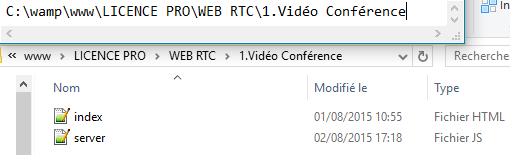 C:\wamp\www\LICENCE PRO\WEB RTC\1.Vidéo Conférence
In
www > LICENCE PRO > WEB RTC > 1.Vidéo Conférence
Recherche
Nom Modifié le Type
index 01/08/2015 10:55 Fichier HTML
server 02/08/2015 17:18 Fichier JS